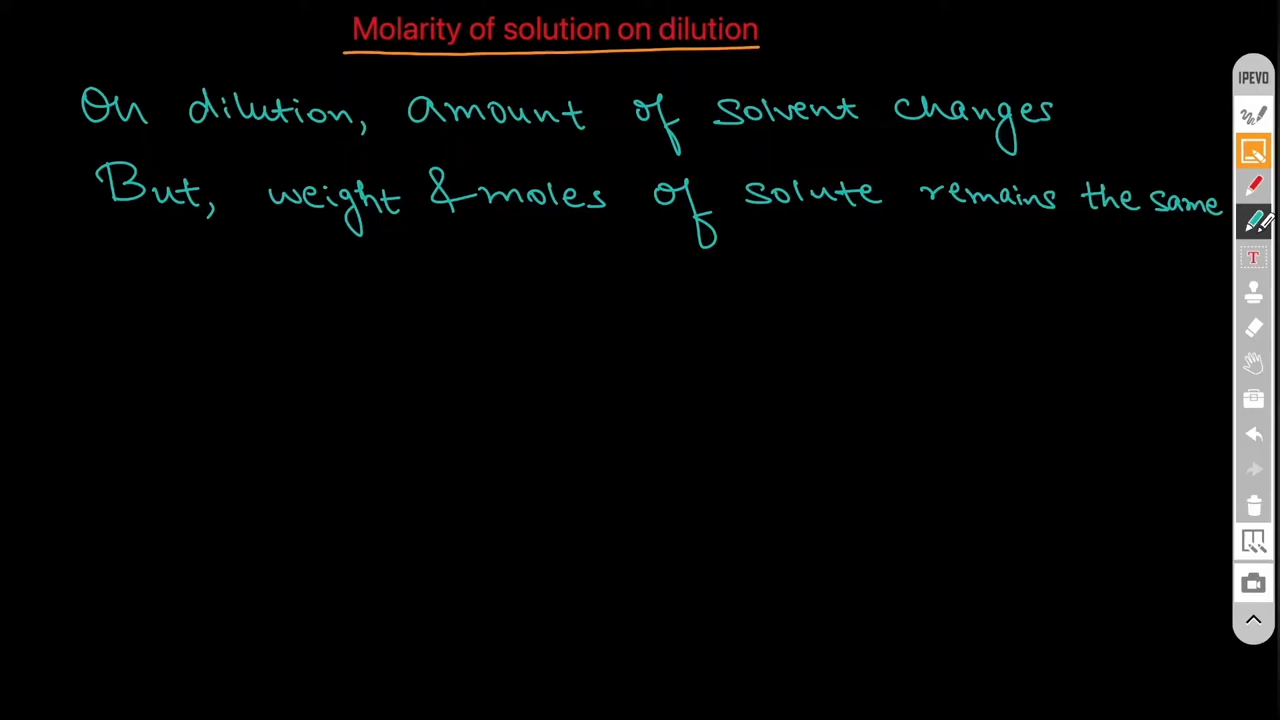 Molarity of solution on dilution
IPEVO
On dilution, amount of solvent changes
But, weight & moles of solute remains the same
T